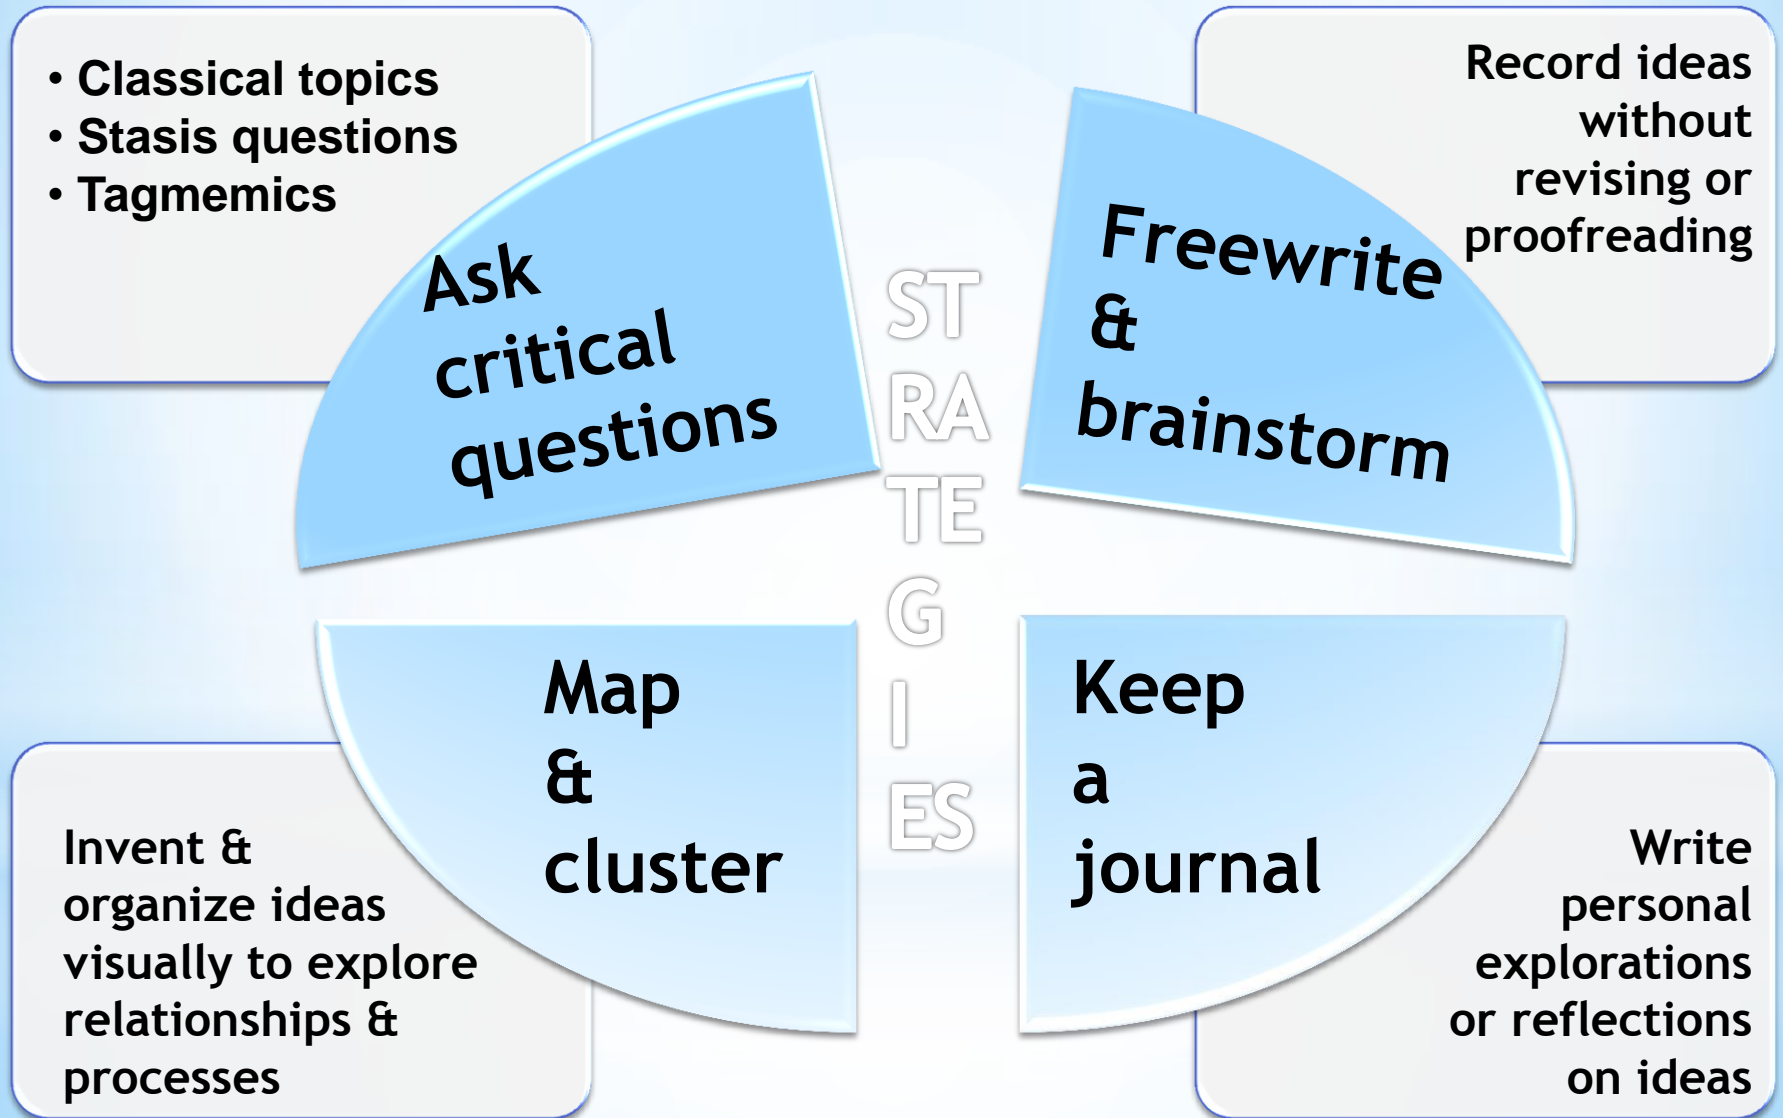 • Classical topics
• Stasis questions
• Tagmemics
Ask
critical
questions
Record ideas
without
revising or
proofreading
Freewrite
&
brainstorm
ST
RA
TE
G
I
ES
Map
&
cluster
Invent &
organize ideas
visually to explore
relationships &
processes
Keep
a
journal
Write
personal
explorations
or reflections
on ideas